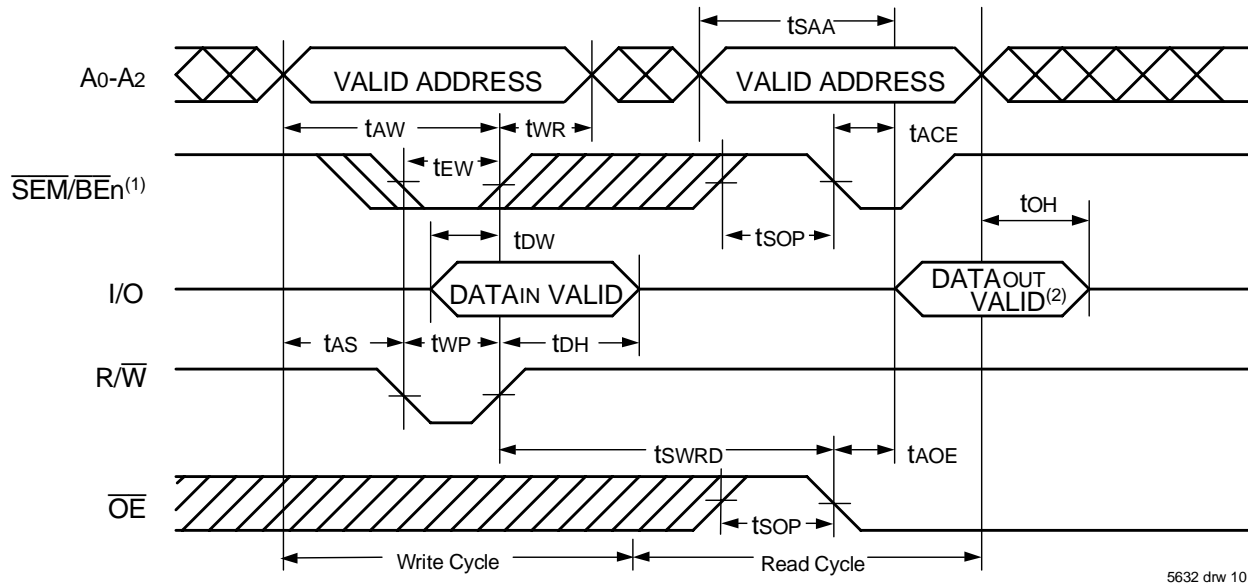 tSAA
A0-A2 VALID ADDRESS VALID ADDRESS
tAW tWR tACE
tEW
SEM/BEn(1)
tSOP tOH
tDW
I/O DATAIN VALID DATAOUT VALID(2)
tAS tWP tDH
R/W
tSWRD tAOE
OE
tSOP
Write Cycle Read Cycle
5632 drw 10